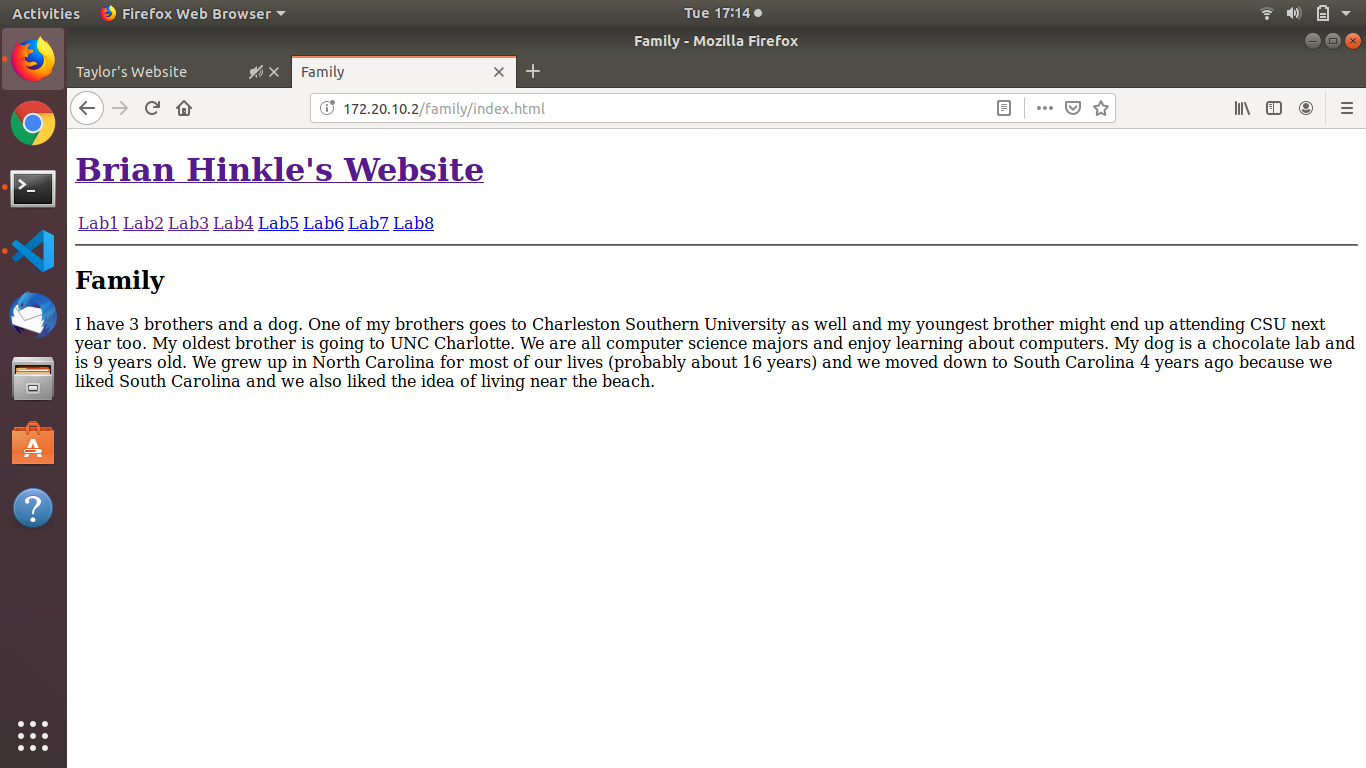 Activities Firefox Web Browser Tue 17:14
Family - Mozilla Firefox
Taylor's Website Family
172.20.10.2/family/index.html
Brian Hinkle's Website
Lab1 Lab2 Lab3 Lab4 Lab5 Lab6 Lab7 Lab8
Family
I have 3 brothers and a dog. One of my brothers goes to Charleston Southern University as well and my youngest brother might end up attending CSU next
year too. My oldest brother is going to UNC Charlotte. We are all computer science majors and enjoy learning about computers. My dog is a chocolate lab and
is 9 years old. We grew up in North Carolina for most of our lives (probably about 16 years) and we moved down to South Carolina 4 years ago because we
liked South Carolina and we also liked the idea of living near the beach.